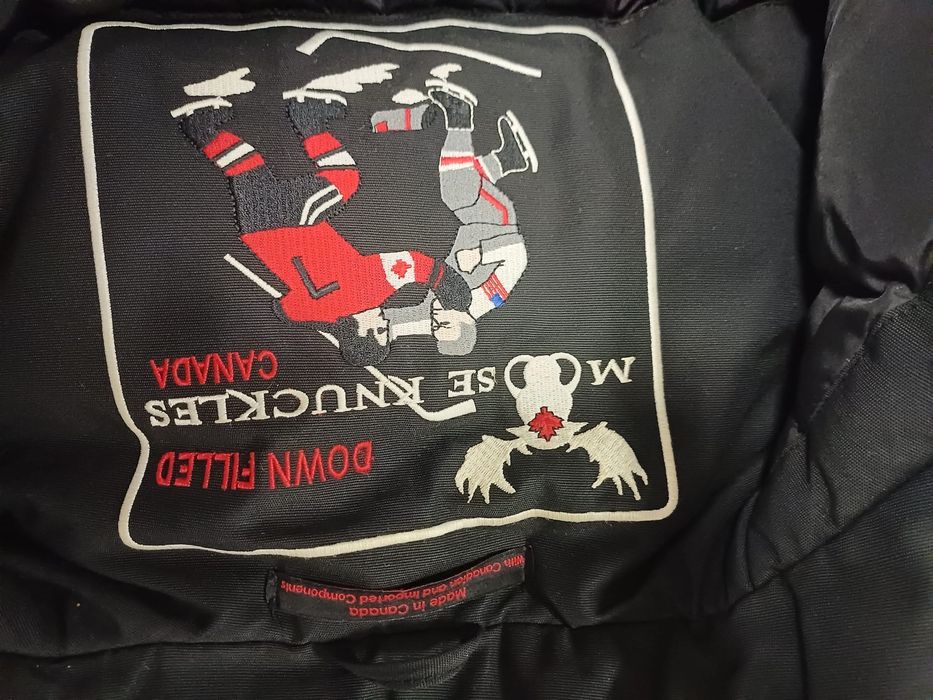 Made in Canada
With Canadian and Imported Components
DOWN FILLED
MOOSE KNUCKLES
CANADA